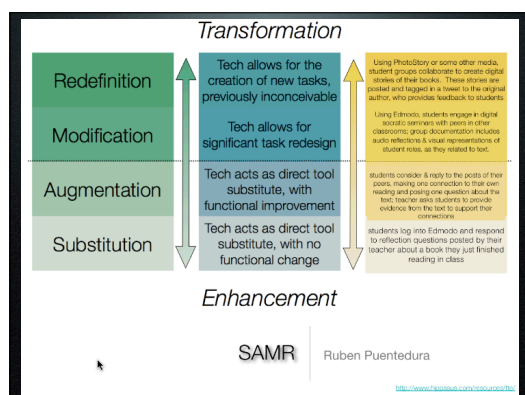 Transformation
Redefinition
Tech allows for the
creation of new tasks,
previously inconceivable
Using PhotoStory or some other media,
student groups collaborate to create digital
stories of their books. These stories are
posted and tagged in a tweet to the original
author, who provides feedback to students
Modification
Tech allows for
significant task redesign
Using Edmodo, students engage in digital
socratic seminars with peers in other
classrooms; group documentation includes
audio reflections & visual representations of
student roles, as they related to text.
Augmentation
Tech acts as direct tool
substitute, with
functional improvement
students consider & reply to the posts of their
peers, making one connection to their own
reading and posing one question about the
text; teacher asks students to provide
evidence from the text to support their
connections
Substitution
Tech acts as direct tool
substitute, with no
functional change
students log into Edmodo and respond
to reflection questions posted by their
teacher about a book they just finished
reading in class
Enhancement
SAMR
Ruben Puentedura